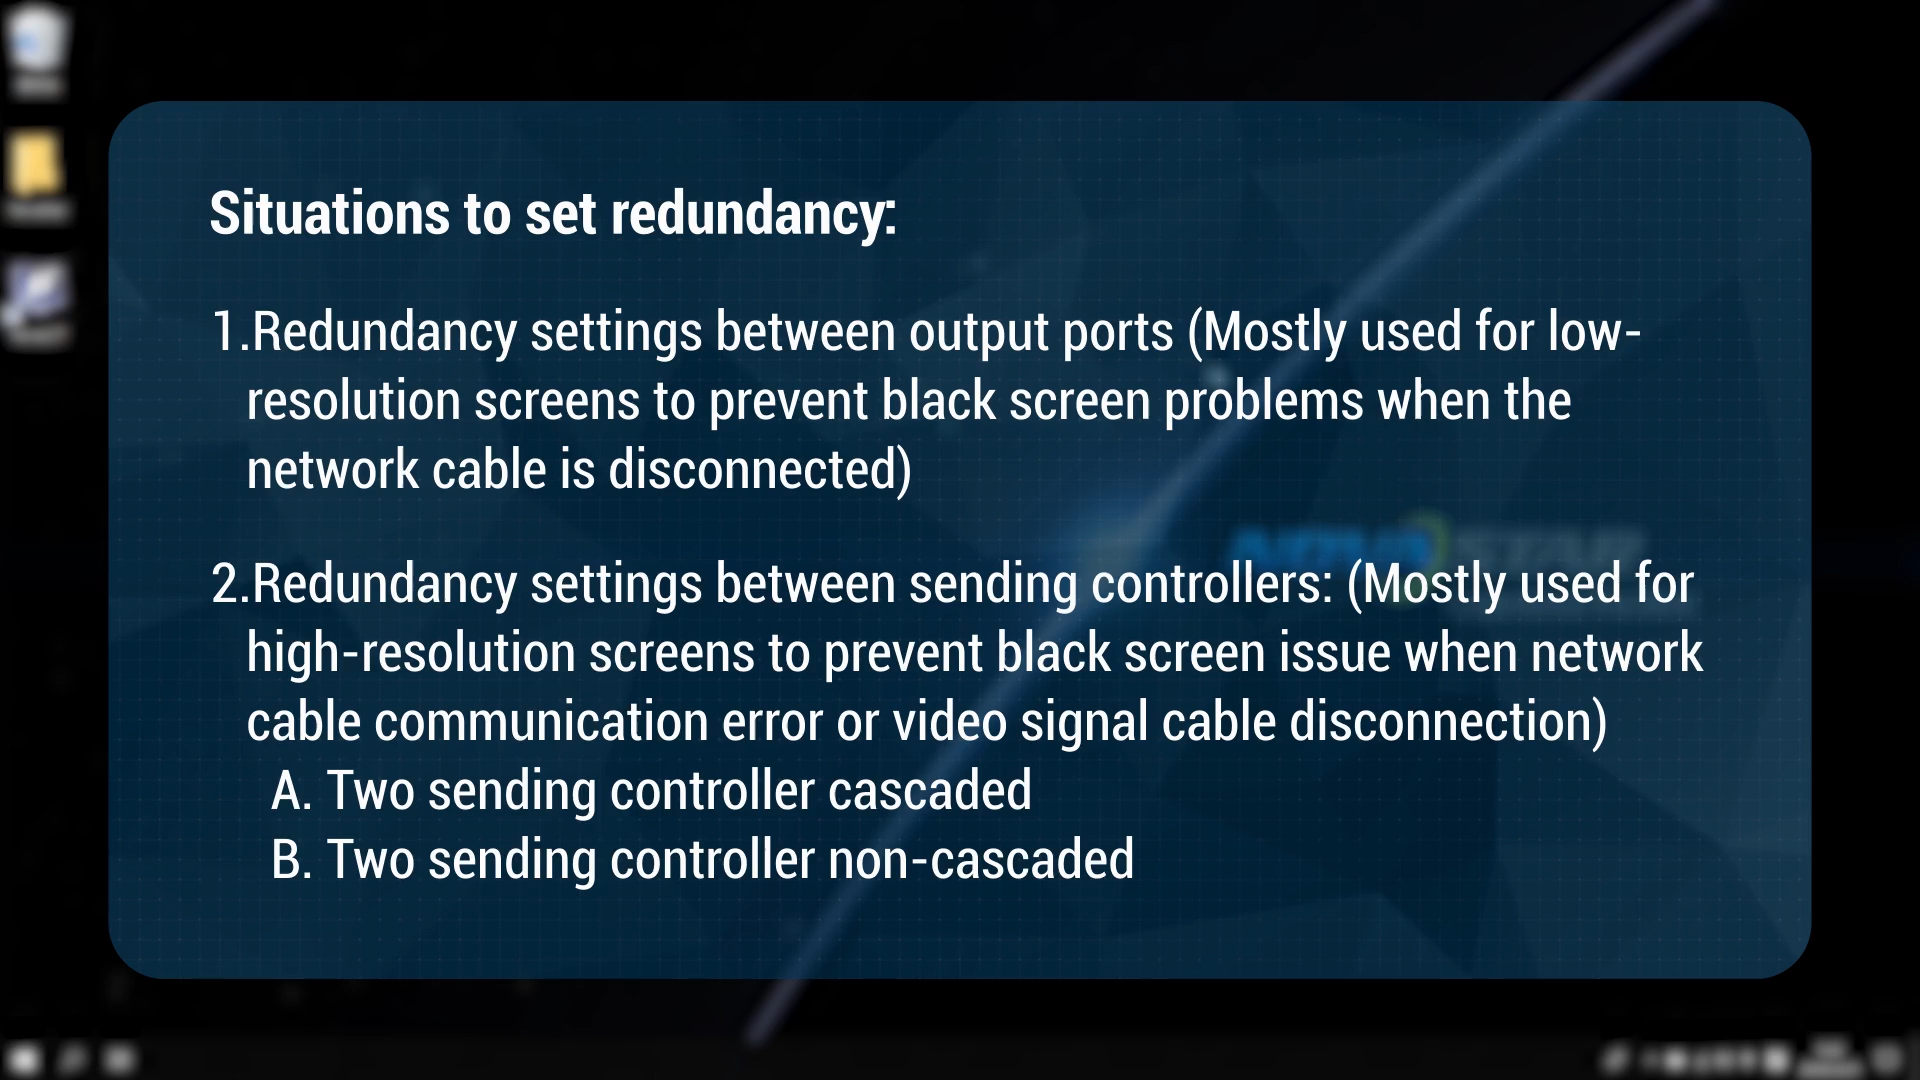 Situations to set redundancy:
1.Redundancy settings between output ports (Mostly used for low-
resolution screens to prevent black screen problems when the
network cable is disconnected)
2.Redundancy settings between sending controllers: (Mostly used for
high-resolution screens to prevent black screen issue when network
cable communication error or video signal cable disconnection)
A. Two sending controller cascaded
B. Two sending controller non-cascaded